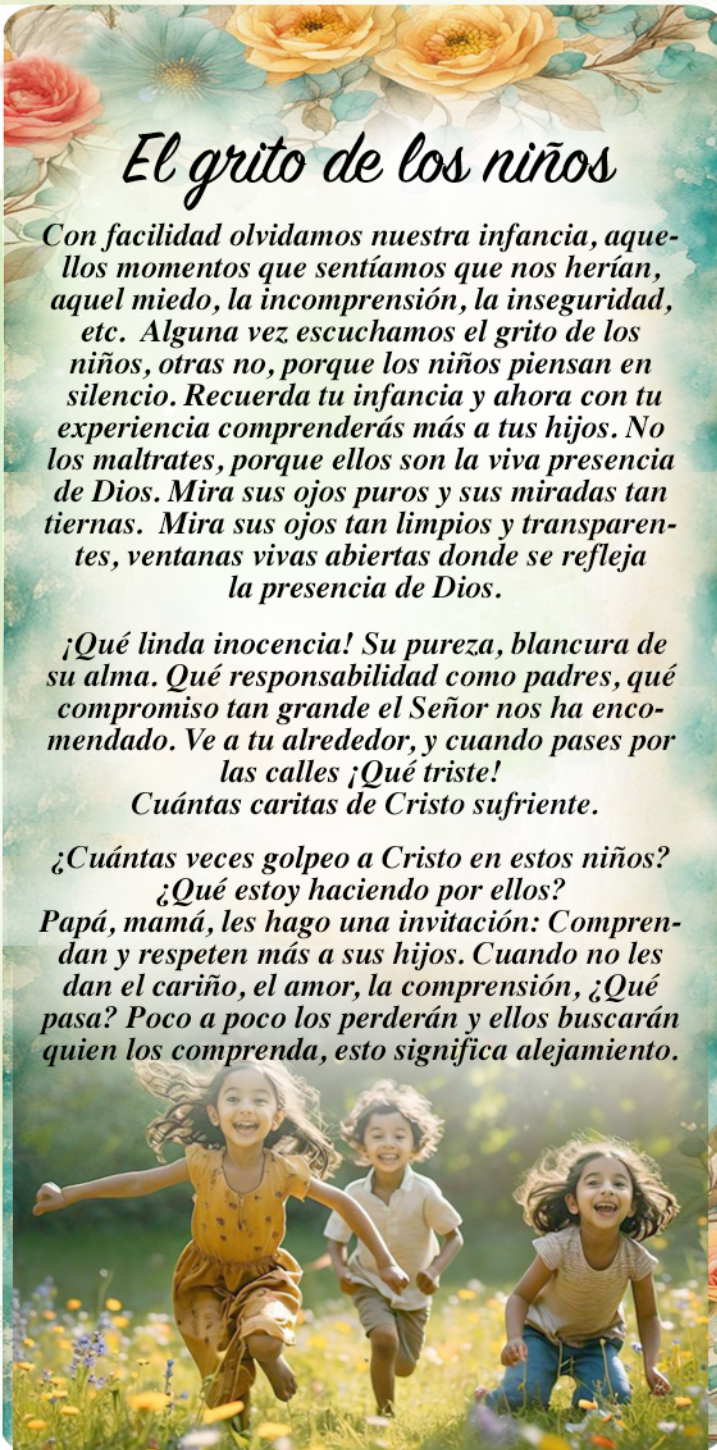 El grito de los niños
Con facilidad olvidamos nuestra infancia, aque-
llos momentos que sentíamos que nos herían,
aquel miedo, la incomprensión, la inseguridad,
etc.  Alguna vez escuchamos el grito de los
niños, otras no, porque los niños piensan en
silencio. Recuerda tu infancia y ahora con tu
experiencia comprenderás más a tus hijos. No
los maltrates, porque ellos son la viva presencia
de Dios. Mira sus ojos puros y sus miradas tan
tiernas.  Mira sus ojos tan limpios y transparen-
tes, ventanas vivas abiertas donde se refleja
la presencia de Dios.
¡Qué linda inocencia! Su pureza, blancura de
su alma. Qué responsabilidad como padres, qué
compromiso tan grande el Señor nos ha enco-
mendado. Ve a tu alrededor, y cuando pases por
las calles ¡Qué triste!
Cuántas caritas de Cristo sufriente.
¿Cuántas veces golpeo a Cristo en estos niños?
¿Qué estoy haciendo por ellos?
Papá, mamá, les hago una invitación: Compren-
dan y respeten más a sus hijos. Cuando no les
dan el cariño, el amor, la comprensión, ¿Qué
pasa? Poco a poco los perderán y ellos buscarán
quien los comprenda, esto significa alejamiento.